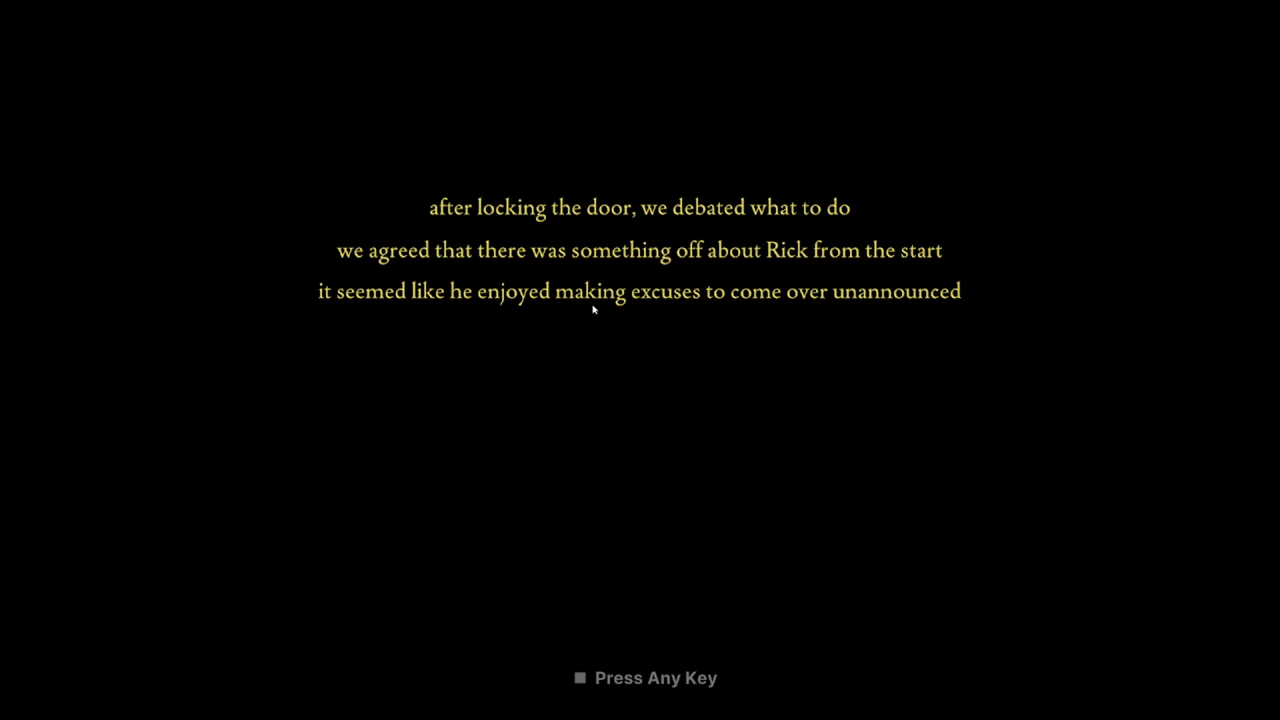 after locking the door, we debated what to do
we agreed that there was something off about Rick from the start
it seemed like he enjoyed making excuses to come over unannounced
Press Any Key